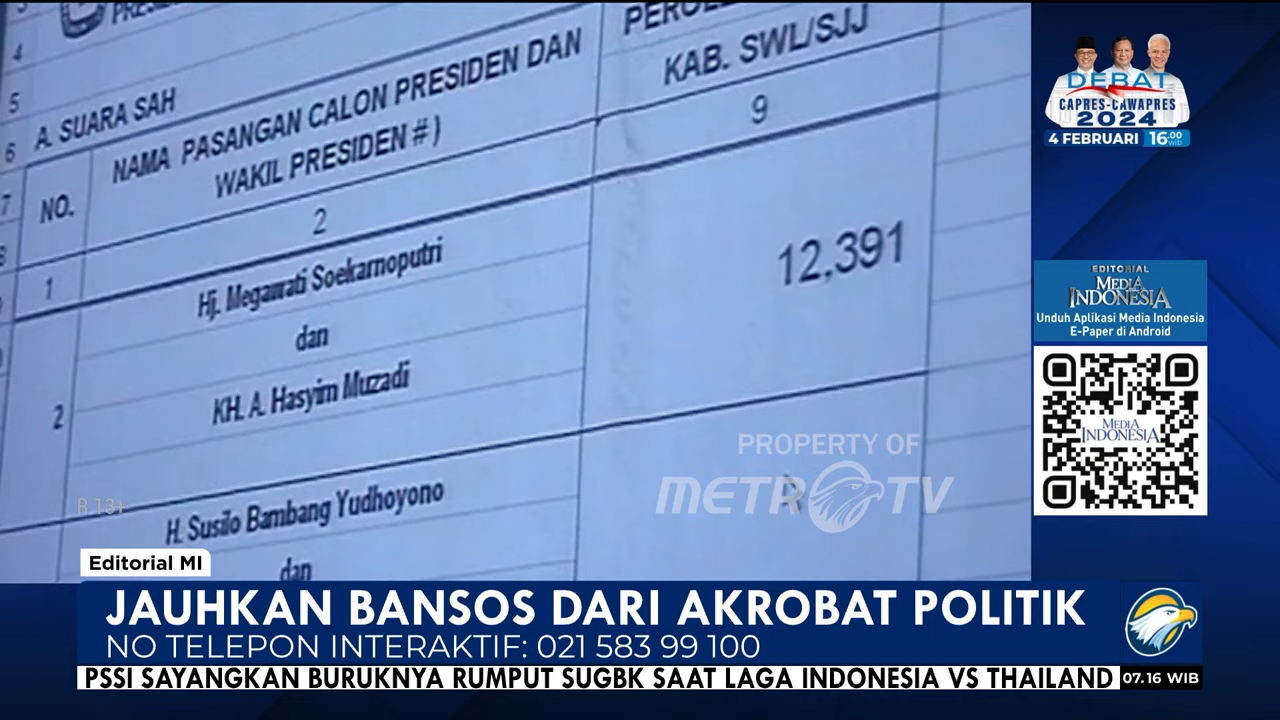 3
4
5
6
7
PRESIDEN
A. SUARA SAH
NO.
NAMA PASANGAN CALON PRESIDEN DAN
WAKIL PRESIDEN #)
KAB. SWL/SJJ
1
2
9
2
Hj. Megawati Soekarnoputri
dan
KH. A. Hasyim Muzadi
12,391
H. Susilo Bambang Yudhoyono
dan
PROPERTY OF
METRO TV
R 13+
DEBAT
CAPRES-CAWAPRES
2024
4 FEBRUARI 16.00 WIB
EDITORIAL
MEDIA
INDONESIA
Unduh Aplikasi Media Indonesia
E-Paper di Android
MEDIA
INDONESIA
Editorial MI
JAUHKAN BANSOS DARI AKROBAT POLITIK
NO TELEPON INTERAKTIF: 021 583 99 100
PSSI SAYANGKAN BURUKNYA RUMPUT SUGBK SAAT LAGA INDONESIA VS THAILAND
07.16 WIB